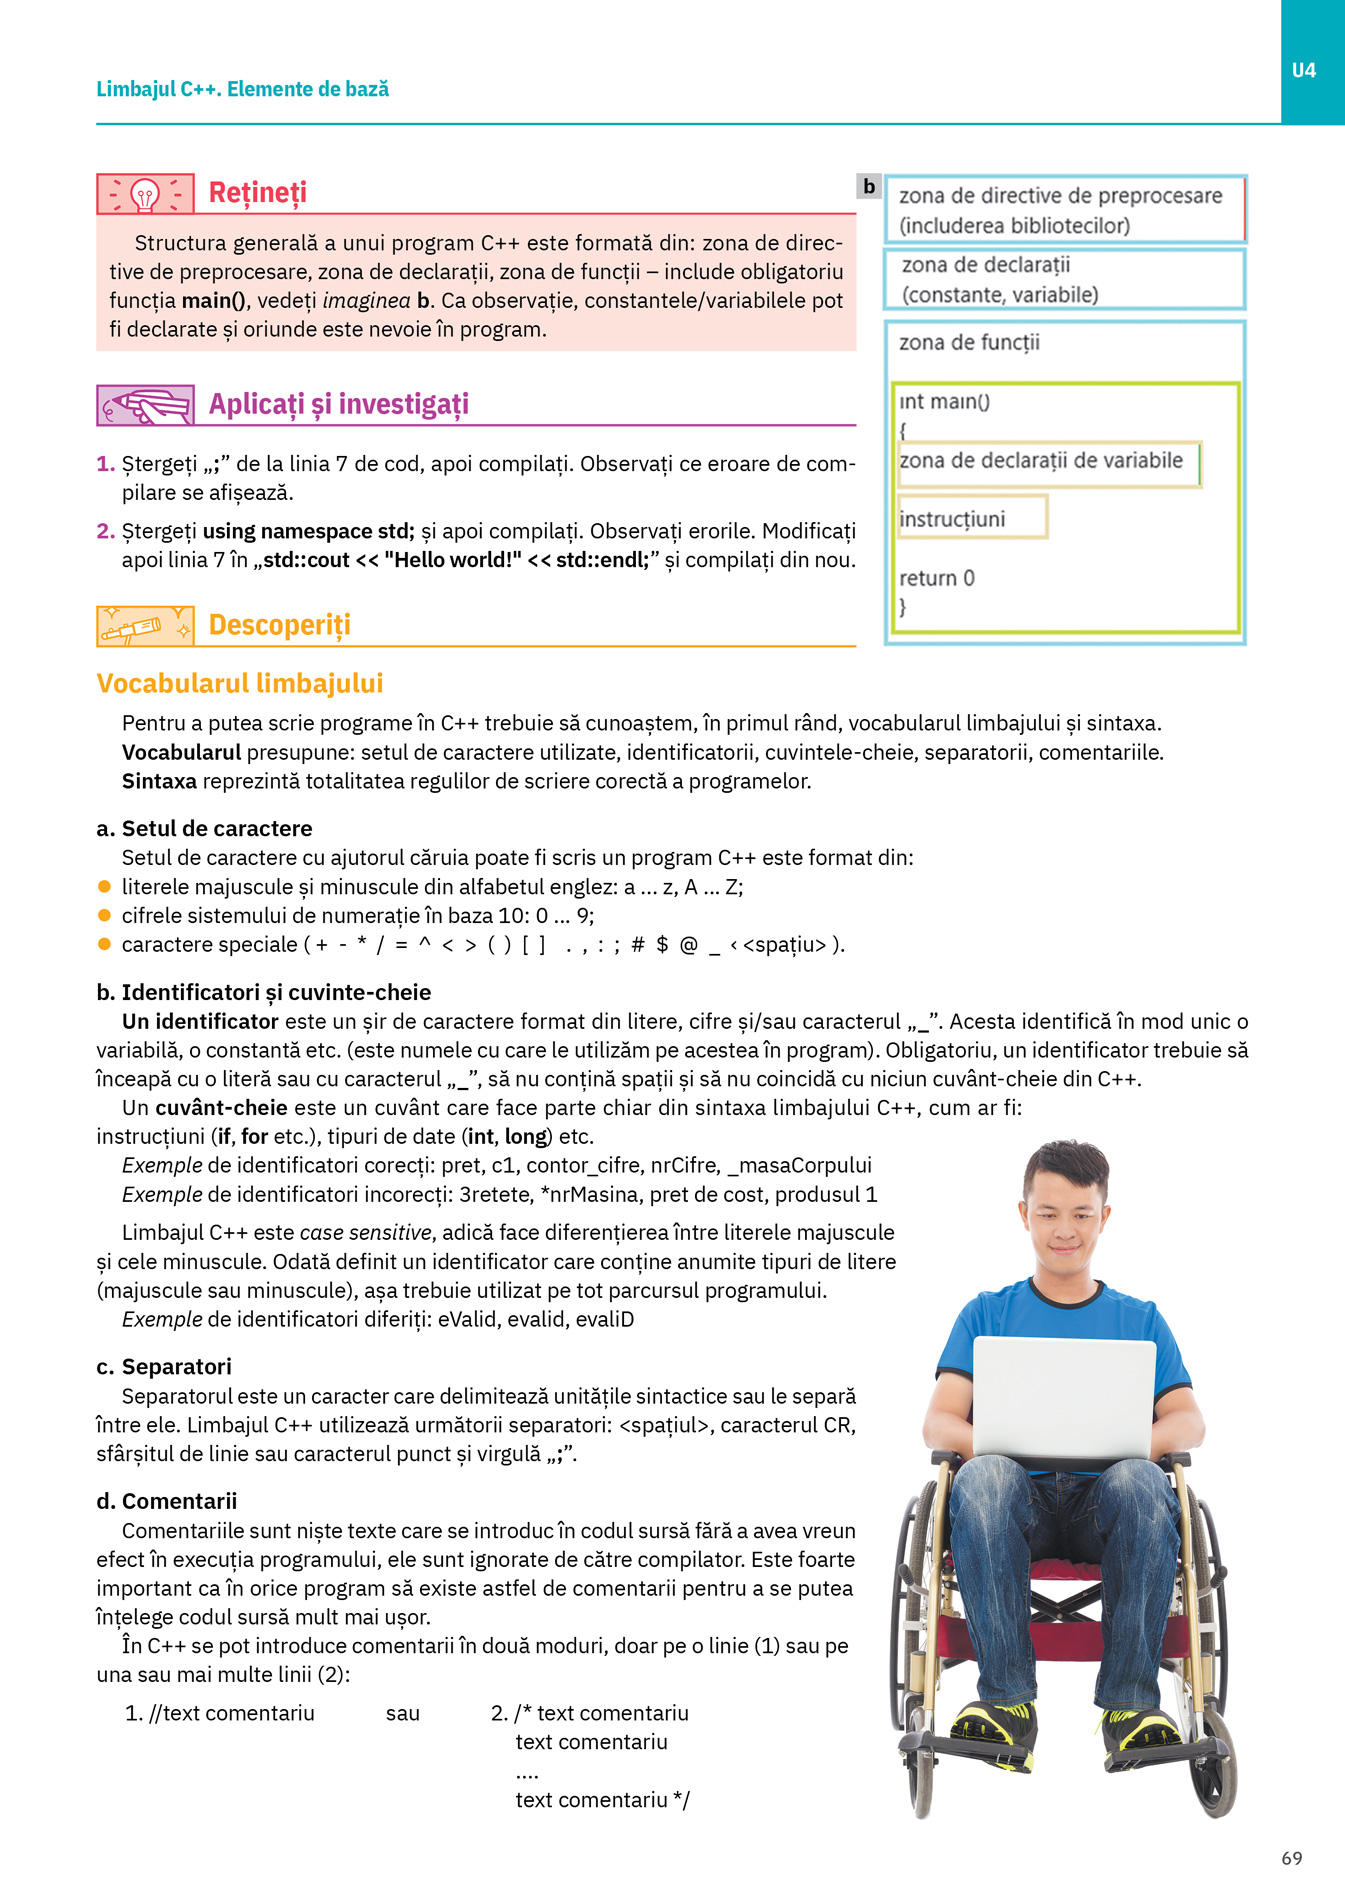 U4
Limbajul C++. Elemente de bază
Rețineți
Structura generală a unui program C++ este formată din: zona de direc-
tive de preprocesare, zona de declarații, zona de funcții – include obligatoriu
funcția main(), vedeți imaginea b. Ca observație, constantele/variabilele pot
fi declarate și oriunde este nevoie în program.
b
zona de directive de preprocesare
(includerea bibliotecilor)
zona de declarații
(constante, variabile)
zona de funcții
int main()
{
zona de declarații de variabile
instrucțiuni
return 0
}
Aplicați și investigați
1. Ștergeți „;” de la linia 7 de cod, apoi compilați. Observați ce eroare de com-
pilare se afișează.
2. Ștergeți using namespace std; și apoi compilați. Observați erorile. Modificați
apoi linia 7 în „std::cout << "Hello world!" << std::endl;” și compilați din nou.
Descoperiți
Vocabularul limbajului
Pentru a putea scrie programe în C++ trebuie să cunoaștem, în primul rând, vocabularul limbajului și sintaxa.
Vocabularul presupune: setul de caractere utilizate, identificatorii, cuvintele-cheie, separatorii, comentariile.
Sintaxa reprezintă totalitatea regulilor de scriere corectă a programelor.
a. Setul de caractere
Setul de caractere cu ajutorul căruia poate fi scris un program C++ este format din:
● literele majuscule și minuscule din alfabetul englez: a ... z, A ... Z;
● cifrele sistemului de numerație în baza 10: 0 ... 9;
● caractere speciale ( + - * / = ^ < > ( ) [ ] . , : ; # $ @ _ ‹ <spațiu> ).
b. Identificatori și cuvinte-cheie
Un identificator este un șir de caractere format din litere, cifre și/sau caracterul „_”. Acesta identifică în mod unic o
variabilă, o constantă etc. (este numele cu care le utilizăm pe acestea în program). Obligatoriu, un identificator trebuie să
înceapă cu o literă sau cu caracterul „_”, să nu conțină spații și să nu coincidă cu niciun cuvânt-cheie din C++.
Un cuvânt-cheie este un cuvânt care face parte chiar din sintaxa limbajului C++, cum ar fi:
instrucțiuni (if, for etc.), tipuri de date (int, long) etc.
Exemple de identificatori corecți: pret, c1, contor_cifre, nrCifre, _masaCorpului
Exemple de identificatori incorecți: 3retete, *nrMasina, pret de cost, produsul 1
Limbajul C++ este case sensitive, adică face diferențierea între literele majuscule
și cele minuscule. Odată definit un identificator care conține anumite tipuri de litere
(majuscule sau minuscule), așa trebuie utilizat pe tot parcursul programului.
Exemple de identificatori diferiți: eValid, evalid, evaliD
c. Separatori
Separatorul este un caracter care delimitează unitățile sintactice sau le separă
între ele. Limbajul C++ utilizează următorii separatori: <spațiul>, caracterul CR,
sfârșitul de linie sau caracterul punct și virgulă „;”.
d. Comentarii
Comentariile sunt niște texte care se introduc în codul sursă fără a avea vreun
efect în execuția programului, ele sunt ignorate de către compilator. Este foarte
important ca în orice program să existe astfel de comentarii pentru a se putea
înțelege codul sursă mult mai ușor.
În C++ se pot introduce comentarii în două moduri, doar pe o linie (1) sau pe
una sau mai multe linii (2):
1. //text comentariu sau 2. /* text comentariu
text comentariu
....
text comentariu */
69